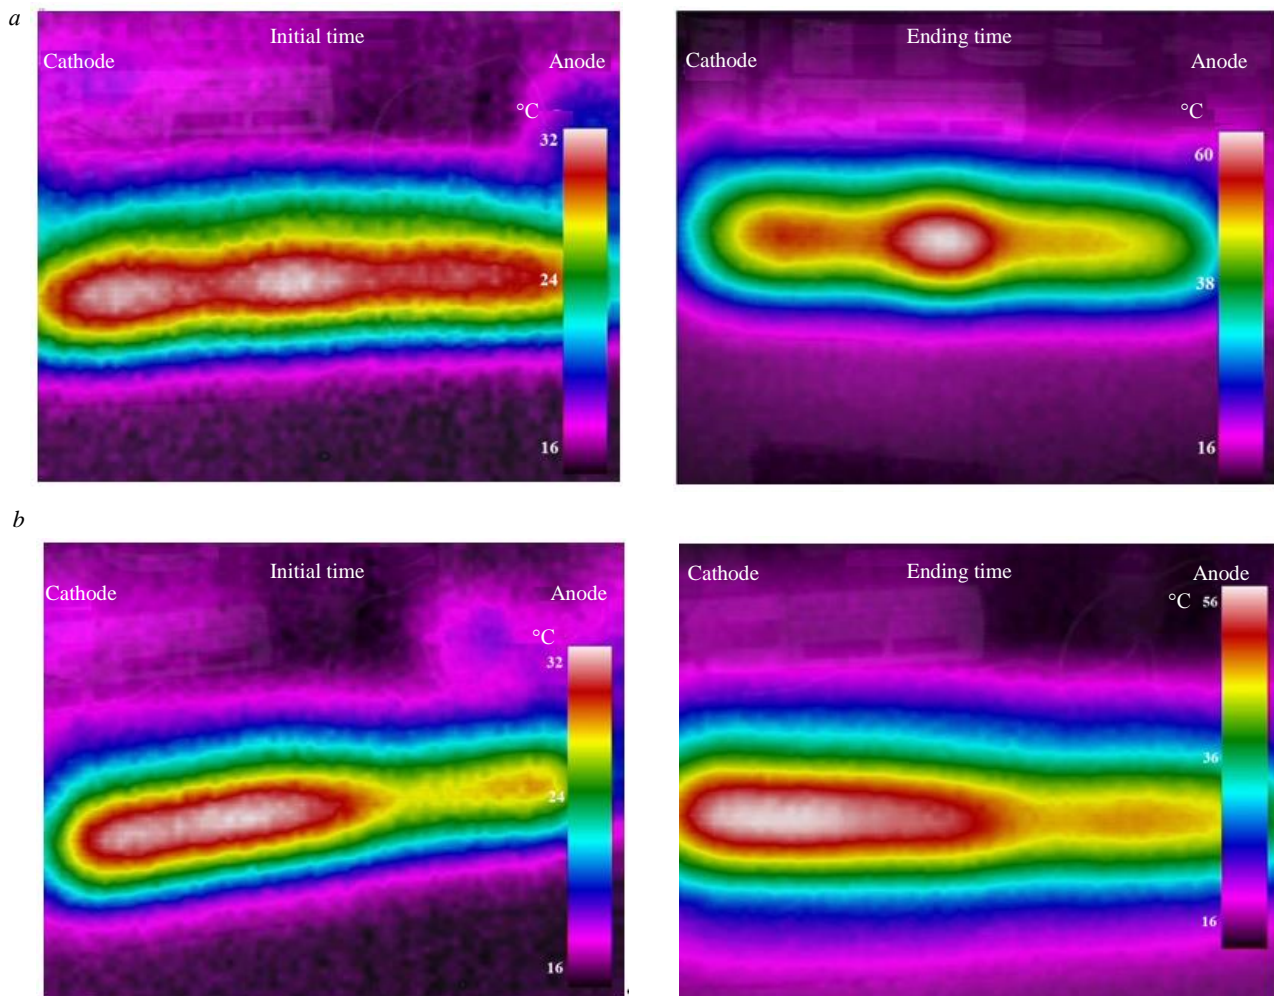 a
Initial time
Cathode Anode
°C
32
24
16
Ending time
Cathode Anode
°C
60
38
16
b
Initial time
Cathode Anode
°C
32
24
16
Ending time
Cathode Anode
°C 56
36
16